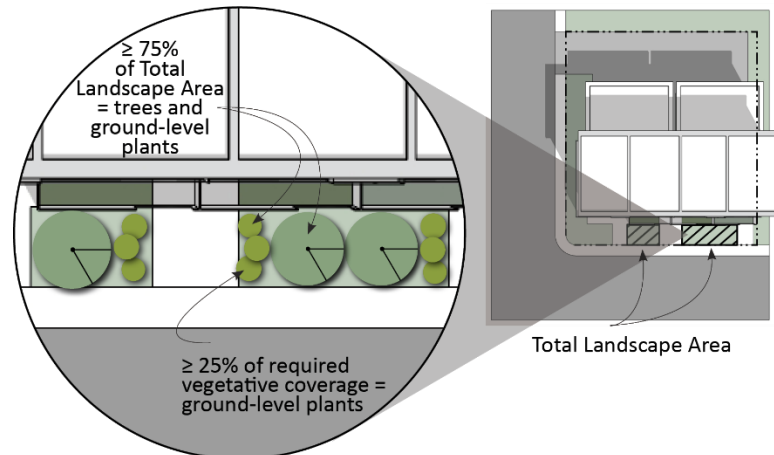 ≥ 75%
of Total
Landscape Area
= trees and
ground-level
plants
≥ 25% of required
vegetative coverage =
ground-level plants
Total Landscape Area